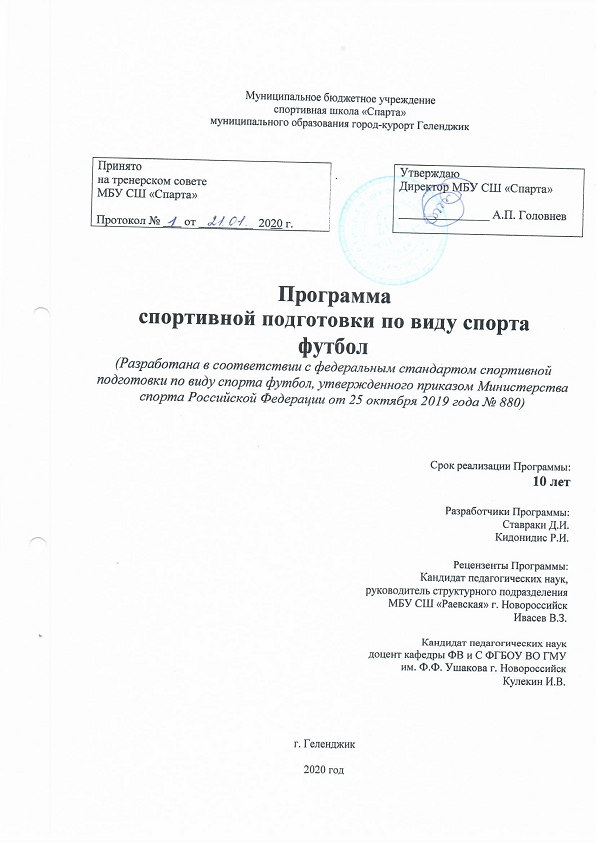 Муниципальное бюджетное учреждение
спортивная школа «Спарта»
муниципального образования город-курорт Геленджик
Принято
на тренерском совете
МБУ СШ «Спарта»
Протокол № 1 от 21 01. 2020 г.
Утверждаю
Директор МБУ СШ «Спарта»
А.П. Головнев
Программа
спортивной подготовки по виду спорта
футбол
(Разработана в соответствии с федеральным стандартом спортивной
подготовки по виду спорта футбол, утвержденного приказом Министерства
спорта Российской Федерации от 25 октября 2019 года № 880)
Срок реализации Программы:
10 лет
Разработчики Программы:
Ставраки Д.И.
Кидонидис Р.И.
Рецензенты Программы:
Кандидат педагогических наук,
руководитель структурного подразделения
МБУ СШ «Раевская» г. Новороссийск
Ивасев В.З.
Кандидат педагогических наук
доцент кафедры ФВ и С ФГБОУ ВО ГМУ
им. Ф.Ф. Ушакова г. Новороссийск
Кулекин И.В.
г. Геленджик
2020 год